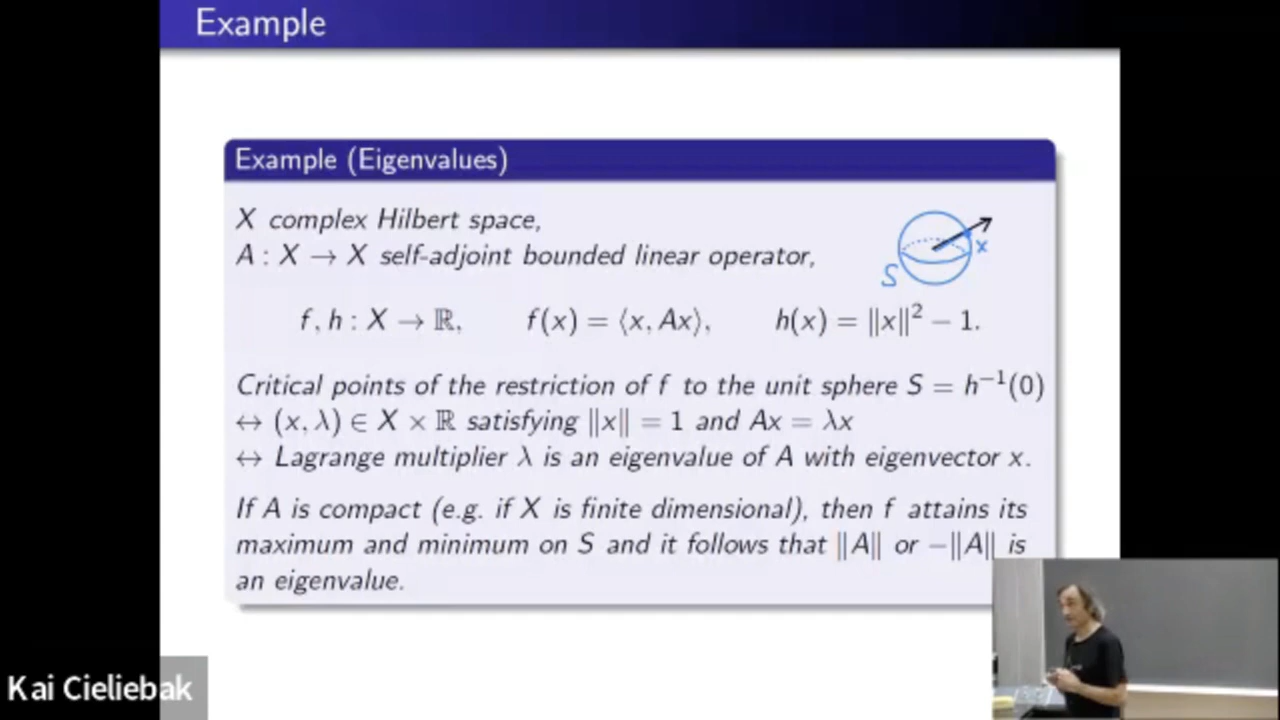 Example
Example (Eigenvalues)
X complex Hilbert space,
A : X → X self-adjoint bounded linear operator,
S
x
f, h : X → ℝ, f(x) = ⟨x, Ax⟩, h(x) = ‖x‖² − 1.
Critical points of the restriction of f to the unit sphere S = h⁻¹(0)
↔ (x, λ) ∈ X × ℝ satisfying ‖x‖ = 1 and Ax = λx
↔ Lagrange multiplier λ is an eigenvalue of A with eigenvector x.
If A is compact (e.g. if X is finite dimensional), then f attains its
maximum and minimum on S and it follows that ‖A‖ or −‖A‖ is
an eigenvalue.
Kai Cieliebak